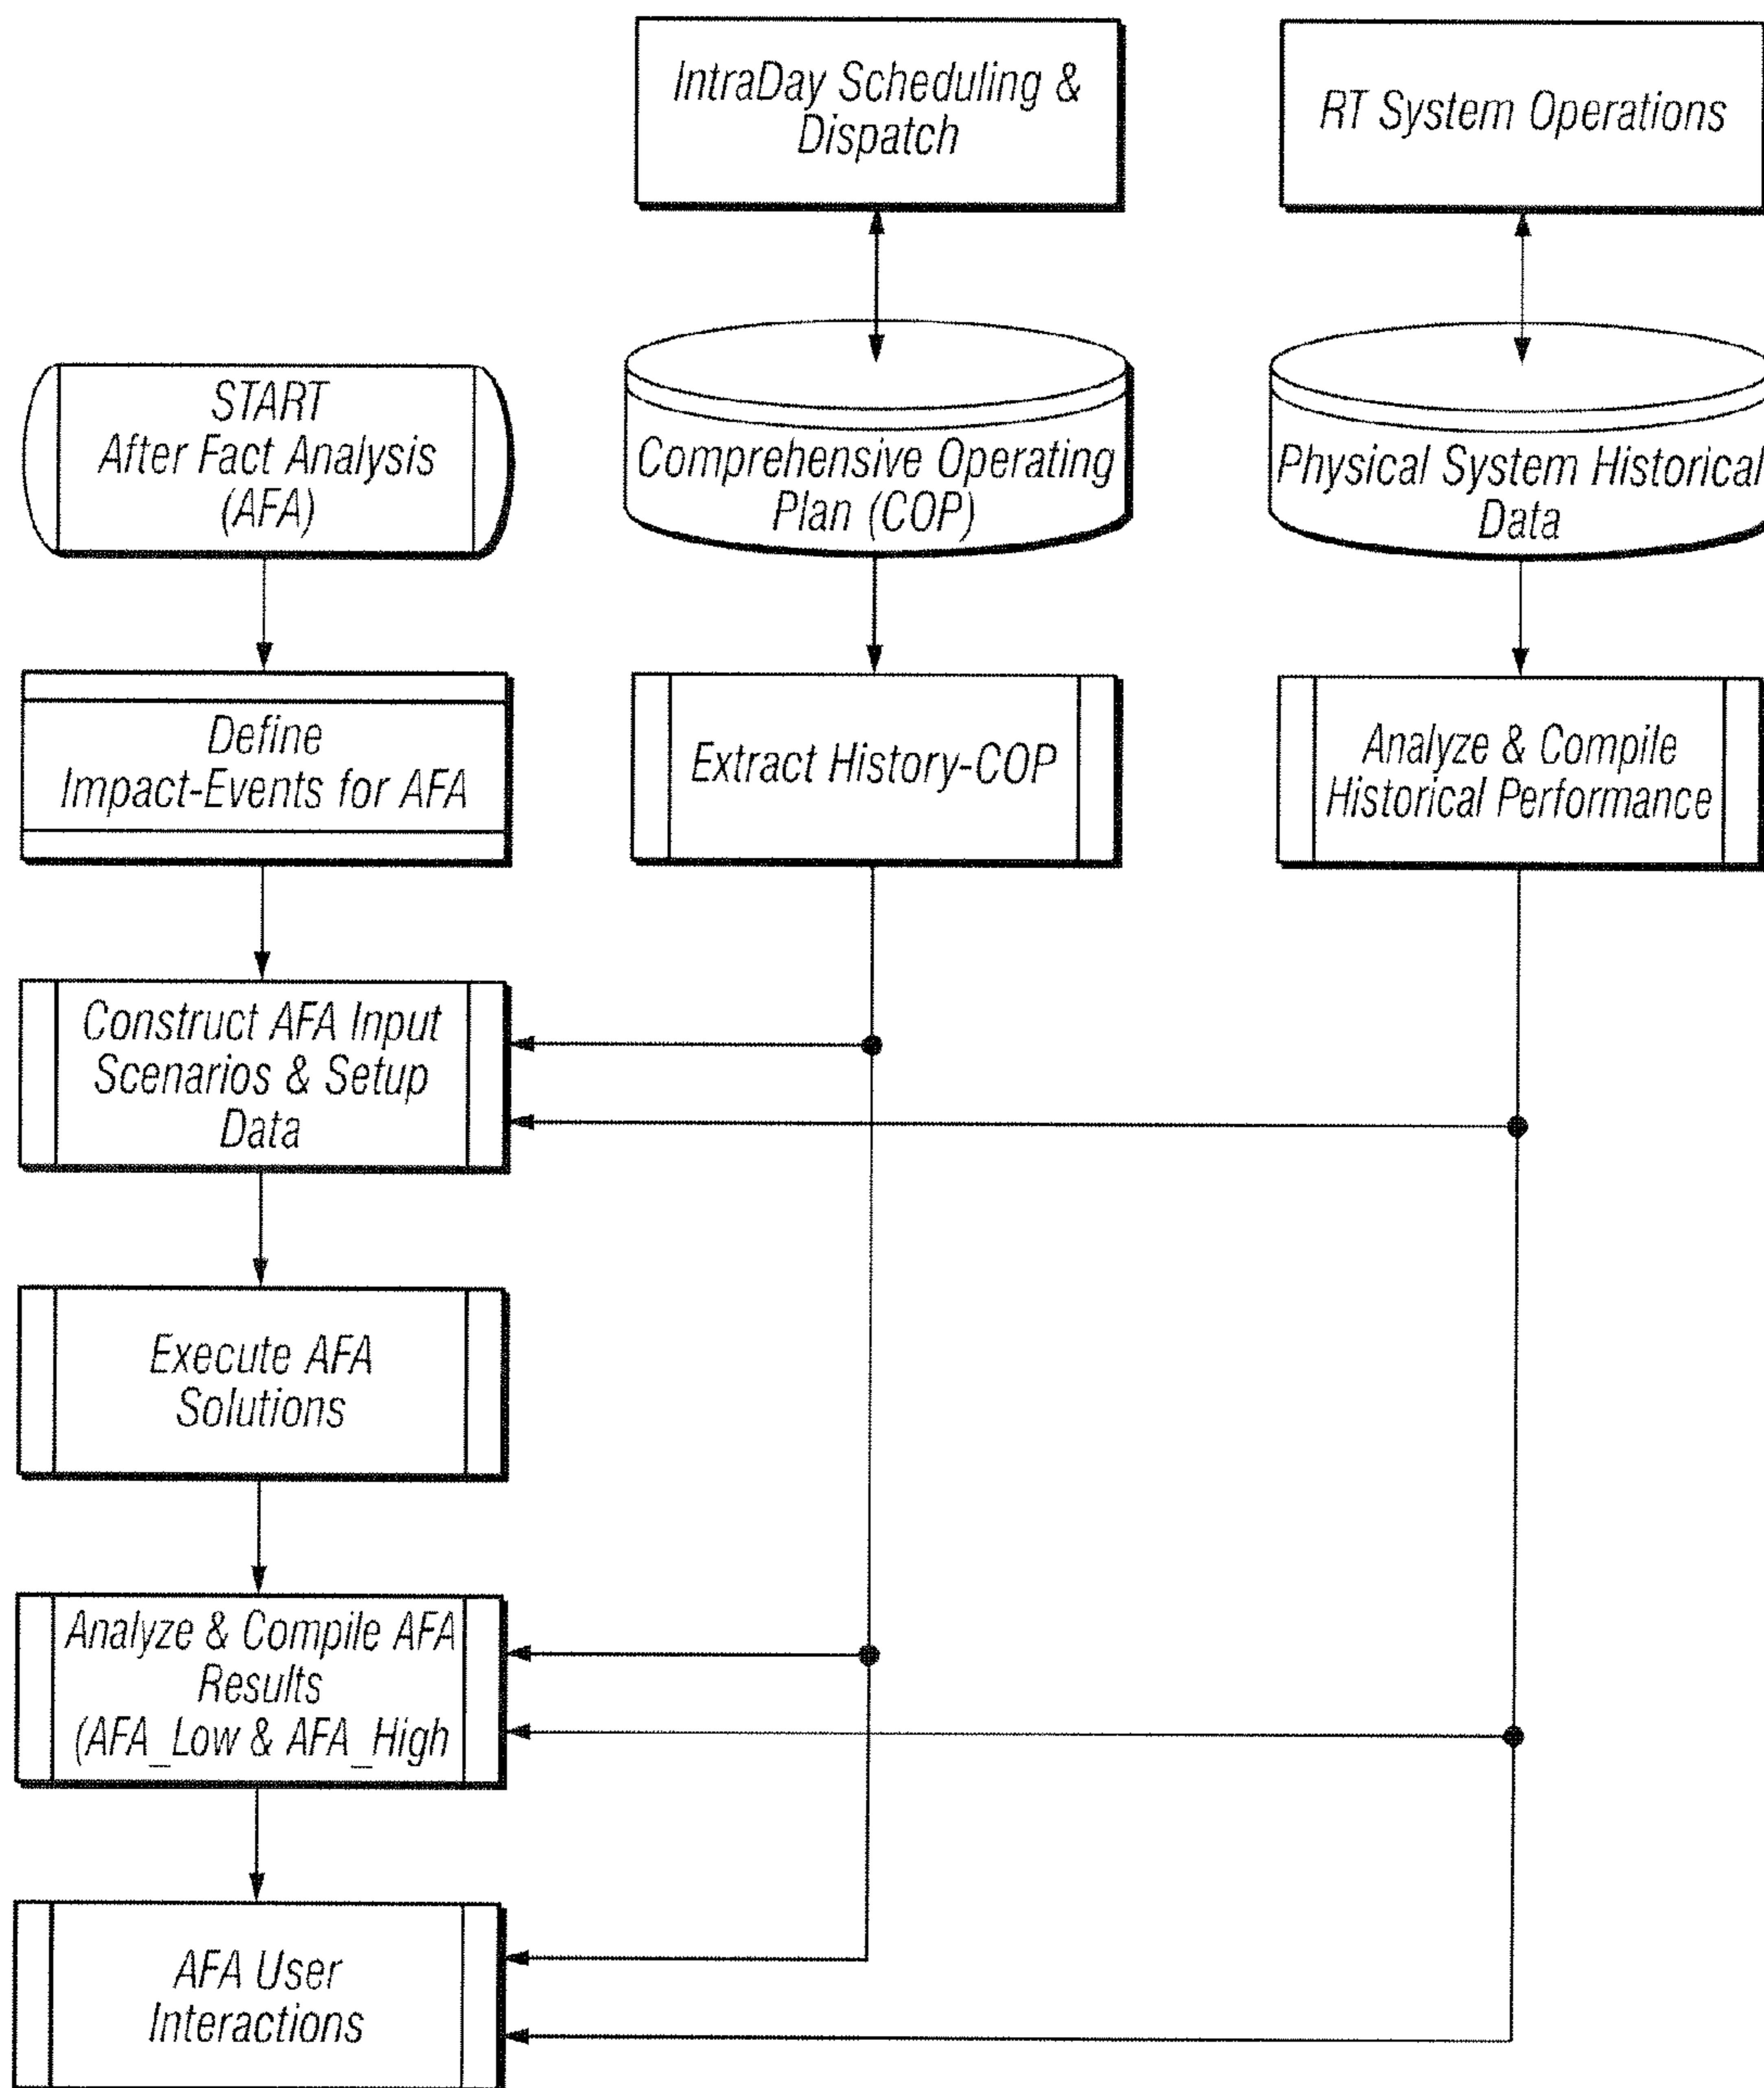 IntraDay Scheduling &
Dispatch
RT System Operations
START
After Fact Analysis
(AFA)
Comprehensive Operating
Plan (COP)
Physical System Historical
Data
Define
Impact-Events for AFA
Extract History-COP
Analyze & Compile
Historical Performance
Construct AFA Input
Scenarios & Setup
Data
Execute AFA
Solutions
Analyze & Compile AFA
Results
(AFA_Low & AFA_High
AFA User
Interactions